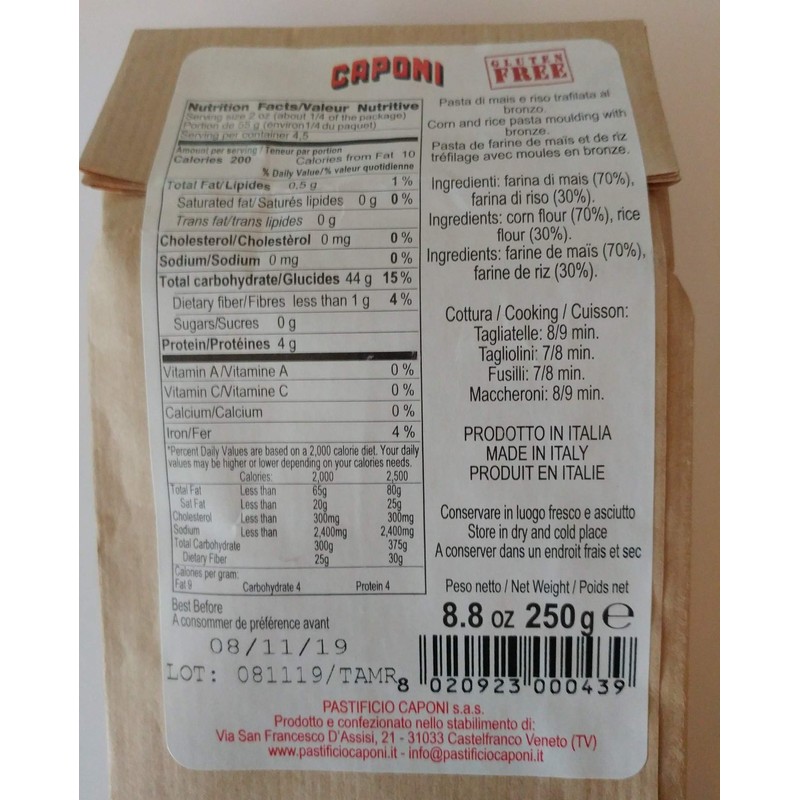 CAPONI
GLUTEN
FREE
Nutrition Facts/Valeur Nutritive
Serving size 2 oz (about 1/4 of the package)
Portion de 55 g (environ 1/4 du paquet)
Serving per container 4,5
Amount per serving / Teneur par portion
Calories 200 Calories from Fat 10
% Daily Value/% valeur quotidienne
Total Fat/Lipides 0,5 g 1 %
Saturated fat/Saturés lipides 0 g 0 %
Trans fat/trans lipides 0 g
Cholesterol/Cholestèrol 0 mg 0 %
Sodium/Sodium 0 mg 0 %
Total carbohydrate/Glucides 44 g 15 %
Dietary fiber/Fibres less than 1 g 4 %
Sugars/Sucres 0 g
Protein/Protéines 4 g
Vitamin A/Vitamine A 0 %
Vitamin C/Vitamine C 0 %
Calcium/Calcium 0 %
Iron/Fer 4 %
*Percent Daily Values are based on a 2,000 calorie diet. Your daily
values may be higher or lower depending on your calories needs.
Calories: 2,000 2,500
Total Fat Less than 65g 80g
Sat Fat Less than 20g 25g
Cholesterol Less than 300mg 300mg
Sodium Less than 2,400mg 2,400mg
Total Carbohydrate 300g 375g
Dietary Fiber 25g 30g
Calories per gram:
Fat 9 Carbohydrate 4 Protein 4
Best Before
A consommer de préférence avant
08/11/19
LOT: 081119/TAMR
Pasta di mais e riso trafilata al
bronzo.
Corn and rice pasta moulding with
bronze.
Pasta de farine de maïs et de riz
tréfilage avec moules en bronze.
Ingredienti: farina di mais (70%),
farina di riso (30%).
Ingredients: corn flour (70%), rice
flour (30%).
Ingredients: farine de maïs (70%),
farine de riz (30%).
Cottura / Cooking / Cuisson:
Tagliatelle: 8/9 min.
Tagliolini: 7/8 min.
Fusilli: 7/8 min.
Maccheroni: 8/9 min.
PRODOTTO IN ITALIA
MADE IN ITALY
PRODUIT EN ITALIE
Conservare in luogo fresco e asciutto
Store in dry and cold place
A conserver dans un endroit frais et sec
Peso netto / Net Weight / Poids net
8.8 oz 250 g ℮
8 020923 000439
PASTIFICIO CAPONI s.a.s.
Prodotto e confezionato nello stabilimento di:
Via San Francesco D'Assisi, 21 - 31033 Castelfranco Veneto (TV)
www.pastificiocaponi.it - info@pastificiocaponi.it